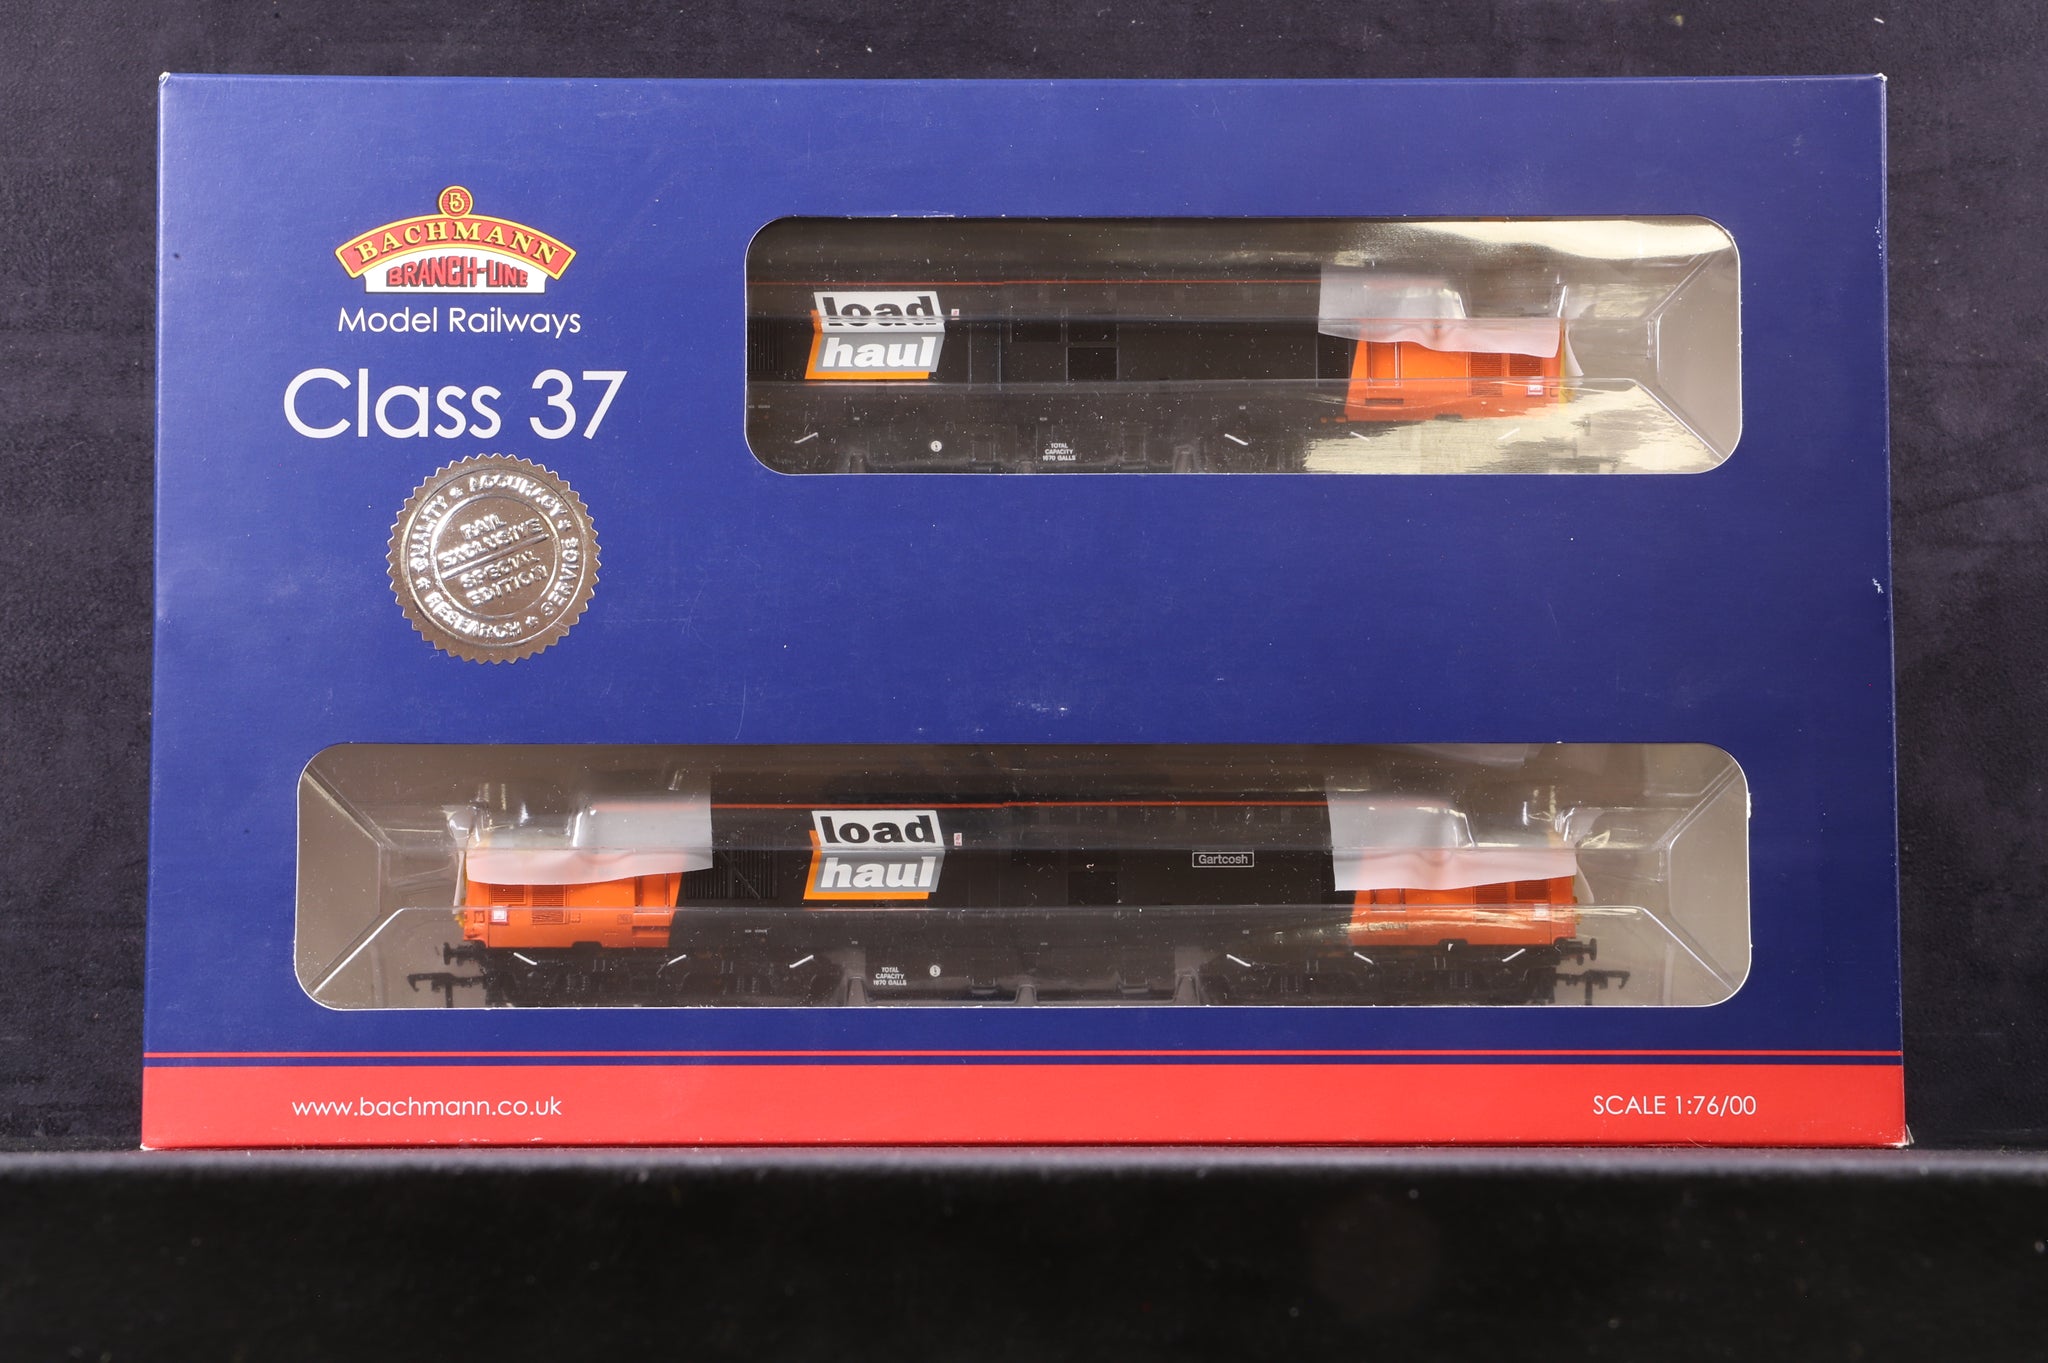 B
BACHMANN
BRANCH-LINE
Model Railways
Class 37
QUALITY ★ ACCURACY ★ SERVICE ★ RESEARCH ★
RAIL
EXCLUSIVE
SPECIAL
EDITION
load
haul
TOTAL
CAPACITY
1670 GALLS
load
haul
Gartcosh
TOTAL
CAPACITY
1670 GALLS
www.bachmann.co.uk
SCALE 1:76/00